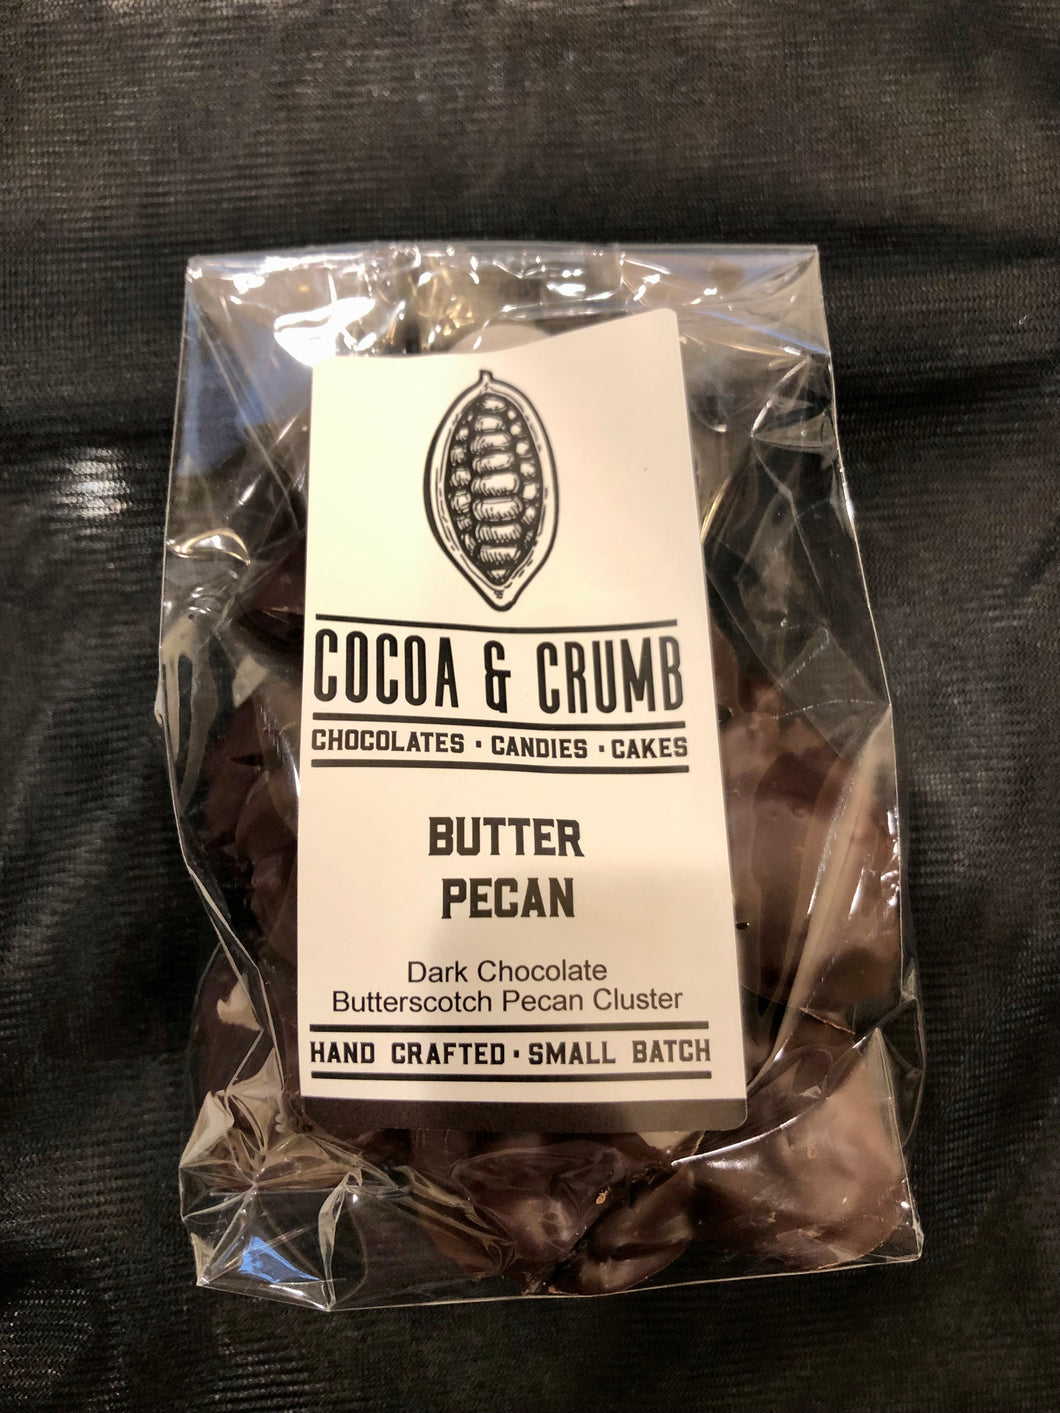 COCOA & CRUMB
CHOCOLATES · CANDIES · CAKES
BUTTER
PECAN
Dark Chocolate
Butterscotch Pecan Cluster
HAND CRAFTED · SMALL BATCH